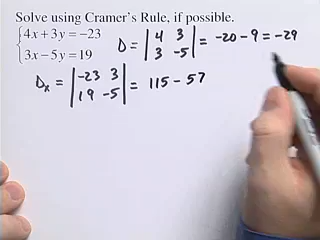 Solve using Cramer's Rule, if possible.
{4x+3y=-23
3x-5y=19
D = |4 3
3 -5| = -20 - 9 = -29
Dx = |-23 3
19 -5| = 115 - 57